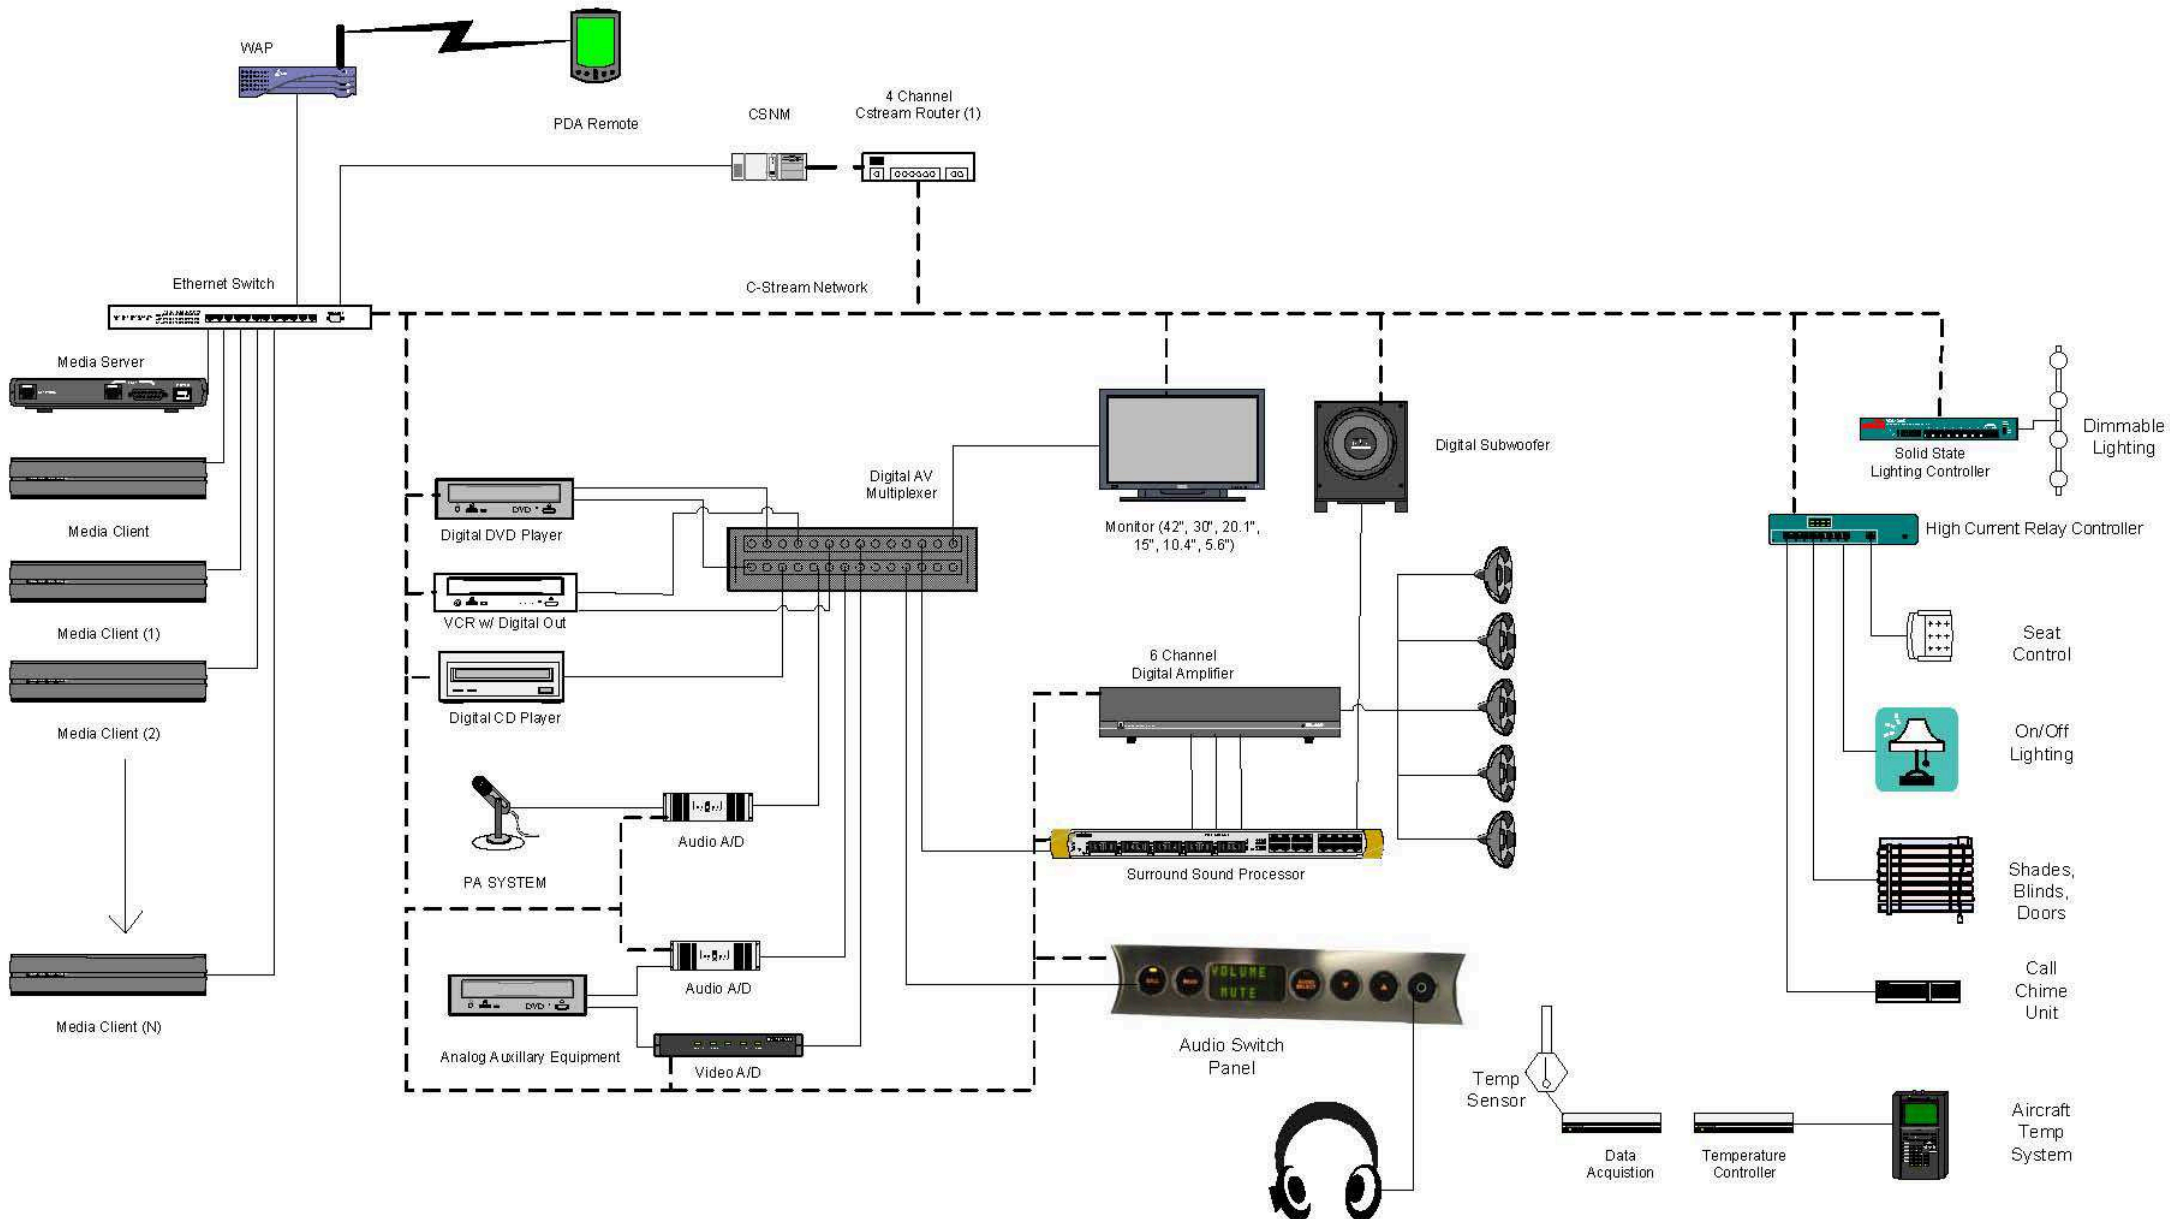 WAP
PDA Remote
CSNM
4 Channel
Cstream Router (1)
Ethernet Switch
C-Stream Network
Media Server
Media Client
Media Client (1)
Media Client (2)
Media Client (N)
DVD
Digital DVD Player
VCR w/ Digital Out
Digital CD Player
PA SYSTEM
Audio A/D
Audio A/D
DVD
Analog Auxillary Equipment
Video A/D
Digital AV
Multiplexer
Monitor (42", 30", 20.1",
15", 10.4", 5.6")
Digital Subwoofer
6 Channel
Digital Amplifier
Surround Sound Processor
VOLUME
MUTE
Audio Switch
Panel
Solid State
Lighting Controller
Dimmable
Lighting
High Current Relay Controller
Seat
Control
On/Off
Lighting
Shades,
Blinds,
Doors
Call
Chime
Unit
Temp
Sensor
Data
Acquistion
Temperature
Controller
Aircraft
Temp
System